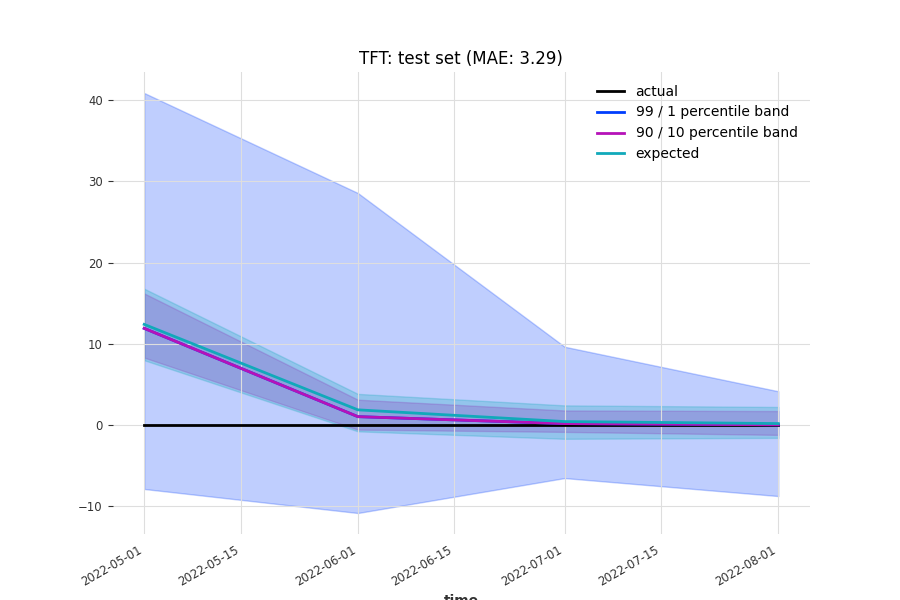 TFT: test set (MAE: 3.29)
actual
99 / 1 percentile band
90 / 10 percentile band
expected
40
30
20
10
0
−10
2022-05-01
2022-05-15
2022-06-01
2022-06-15
2022-07-01
2022-07-15
2022-08-01
time